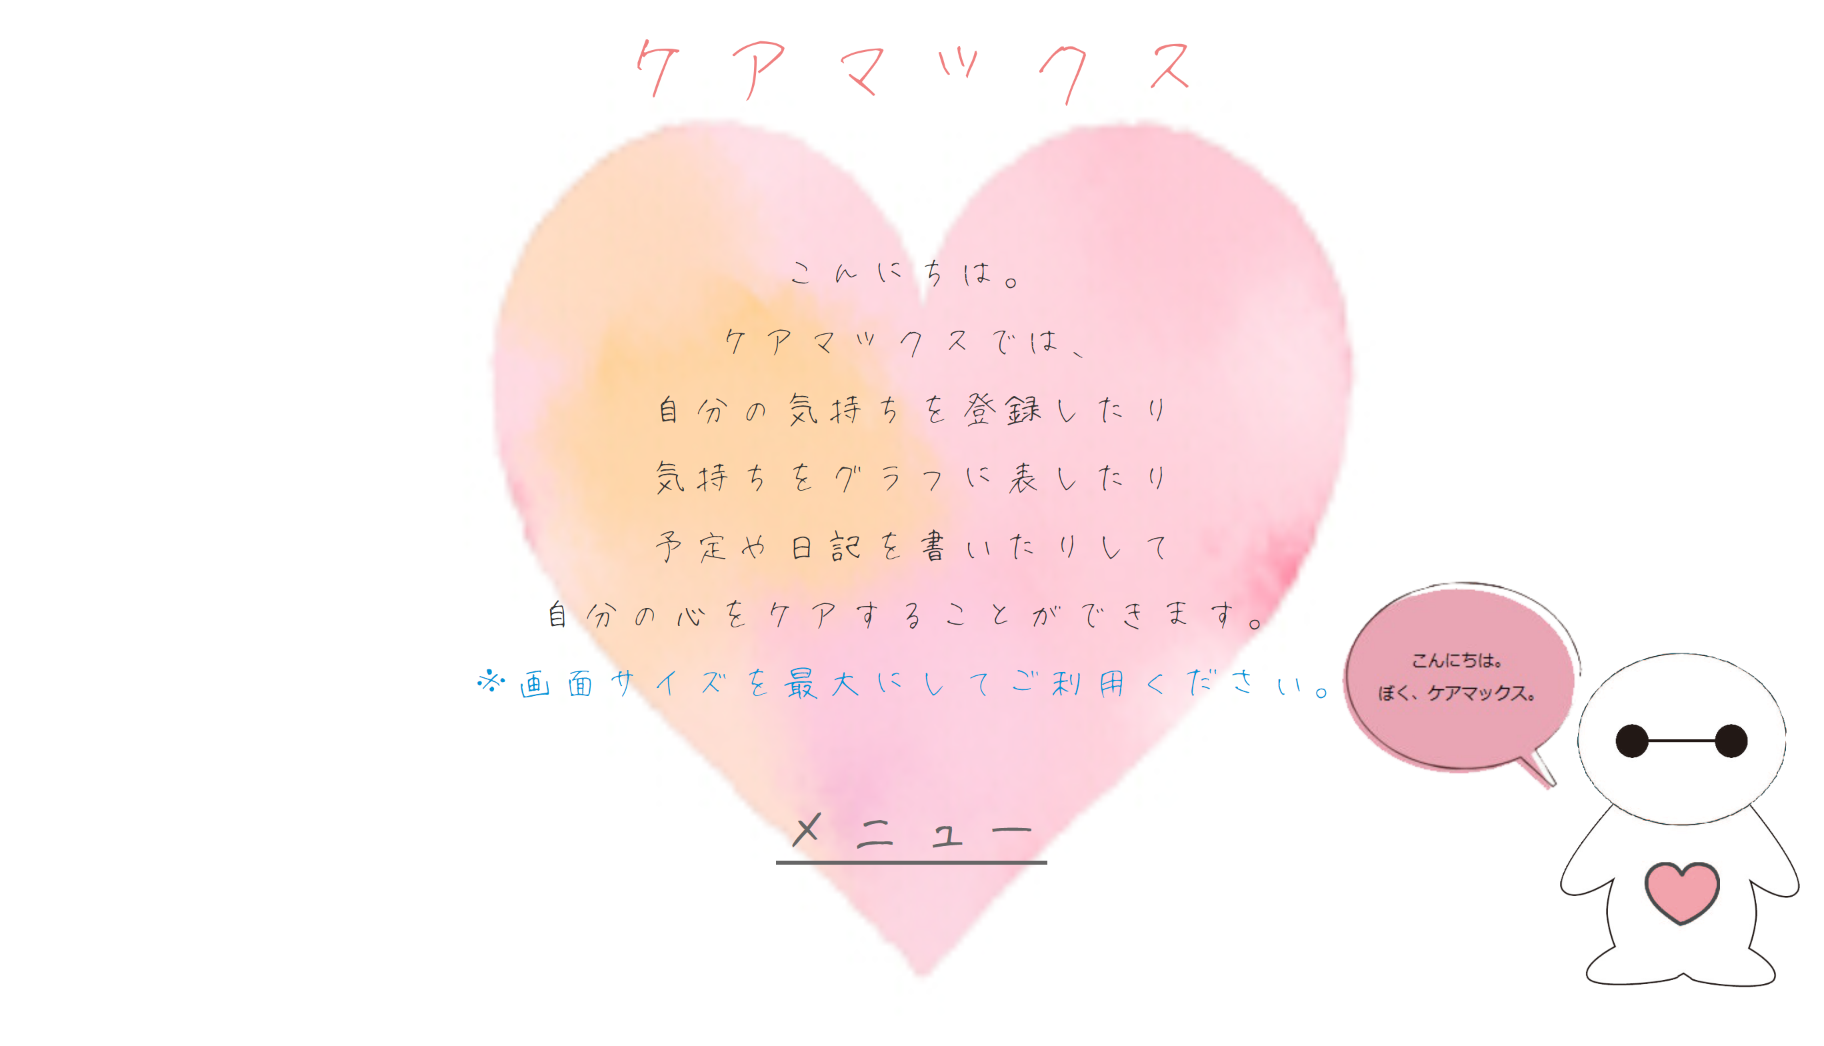 ケアマックス
こんにちは。
ケアマックスでは、
自分の気持ちを登録したり
気持ちをグラフに表したり
予定や日記を書いたりして
自分の心をケアすることができます。
※画面サイズを最大にしてご利用ください。
こんにちは。
ぼく、ケアマックス。
メニュー